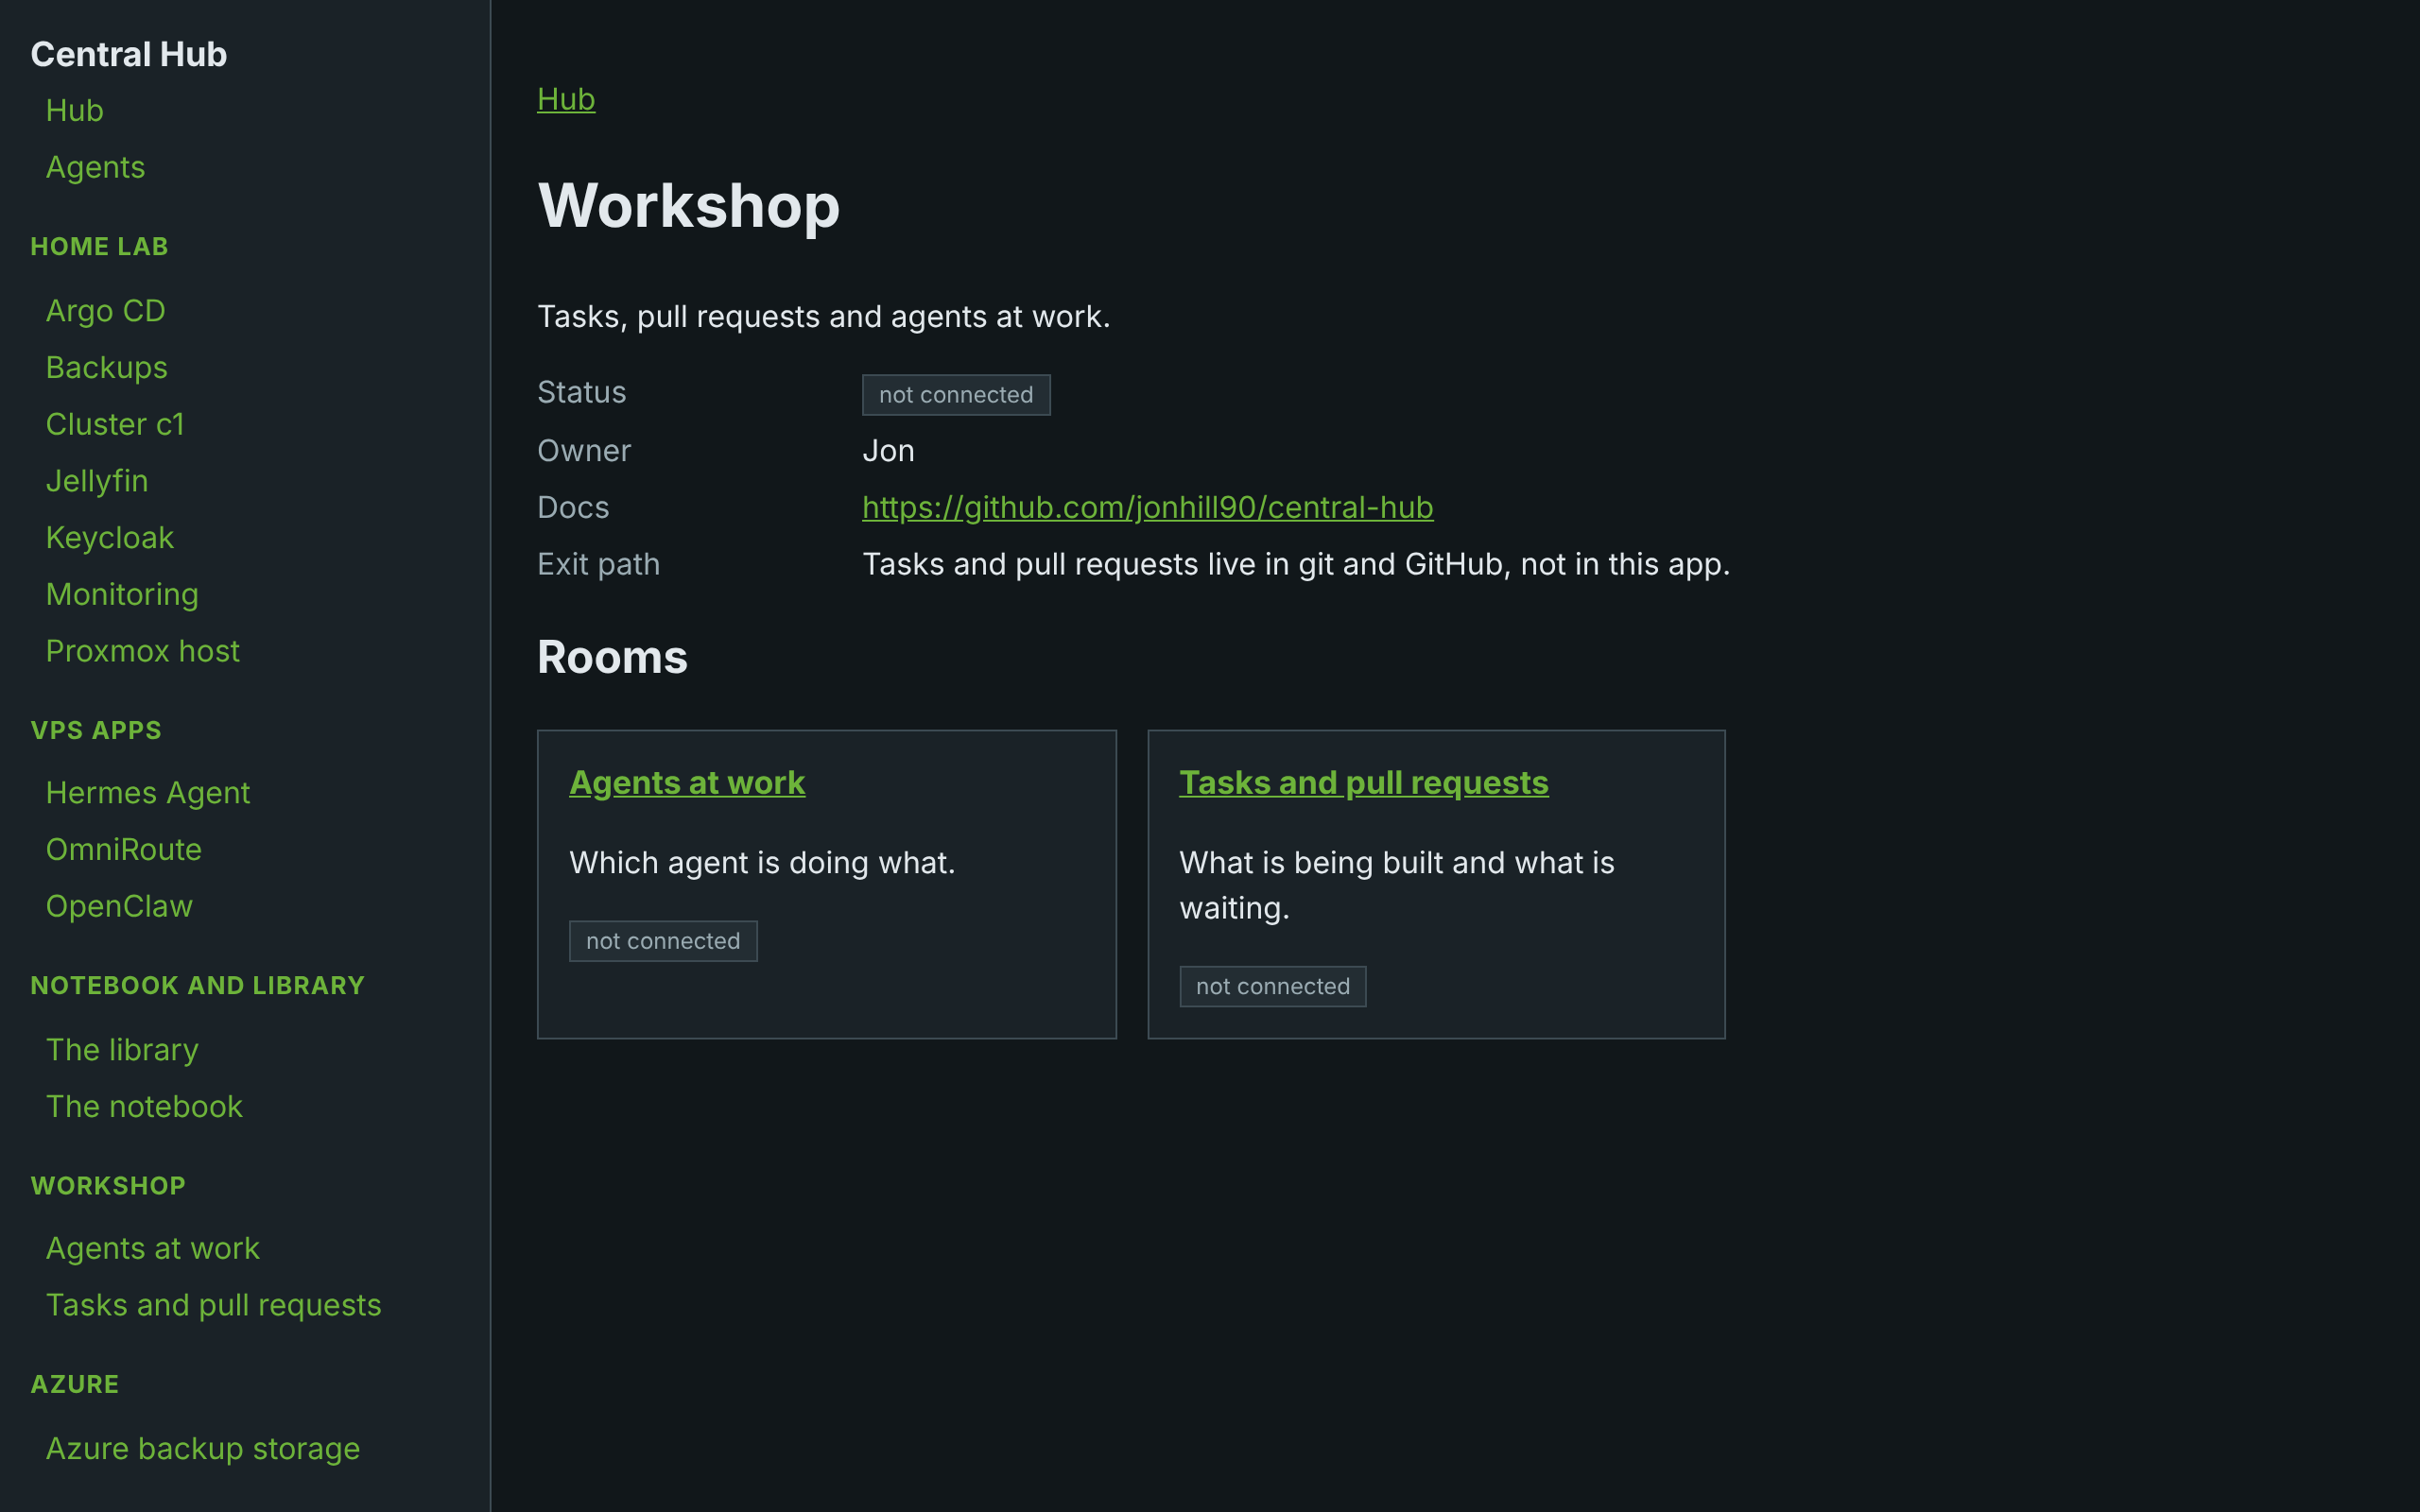 Central Hub
Hub
Agents
HOME LAB
Argo CD
Backups
Cluster c1
Jellyfin
Keycloak
Monitoring
Proxmox host
VPS APPS
Hermes Agent
OmniRoute
OpenClaw
NOTEBOOK AND LIBRARY
The library
The notebook
WORKSHOP
Agents at work
Tasks and pull requests
AZURE
Azure backup storage
Hub
Workshop
Tasks, pull requests and agents at work.
Status not connected
Owner Jon
Docs https://github.com/jonhill90/central-hub
Exit path Tasks and pull requests live in git and GitHub, not in this app.
Rooms
Agents at work
Which agent is doing what.
not connected
Tasks and pull requests
What is being built and what is
waiting.
not connected